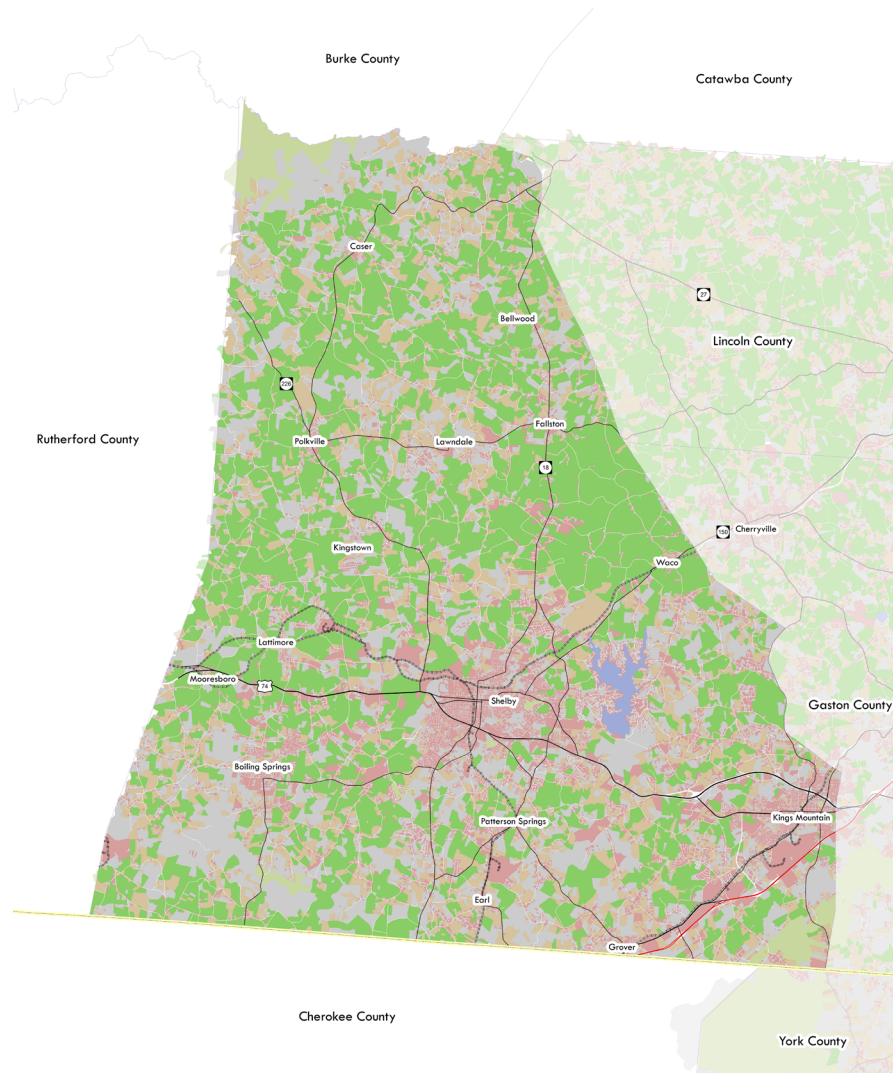 Burke County
Catawba County
Casar
27
Bellwood
Lincoln County
226
Fallston
Rutherford County
Polkville
Lawndale
18
150
Cherryville
Kingstown
Waco
Lattimore
Mooresboro
74
Shelby
Gaston County
Boiling Springs
Kings Mountain
Patterson Springs
Earl
Grover
Cherokee County
York County